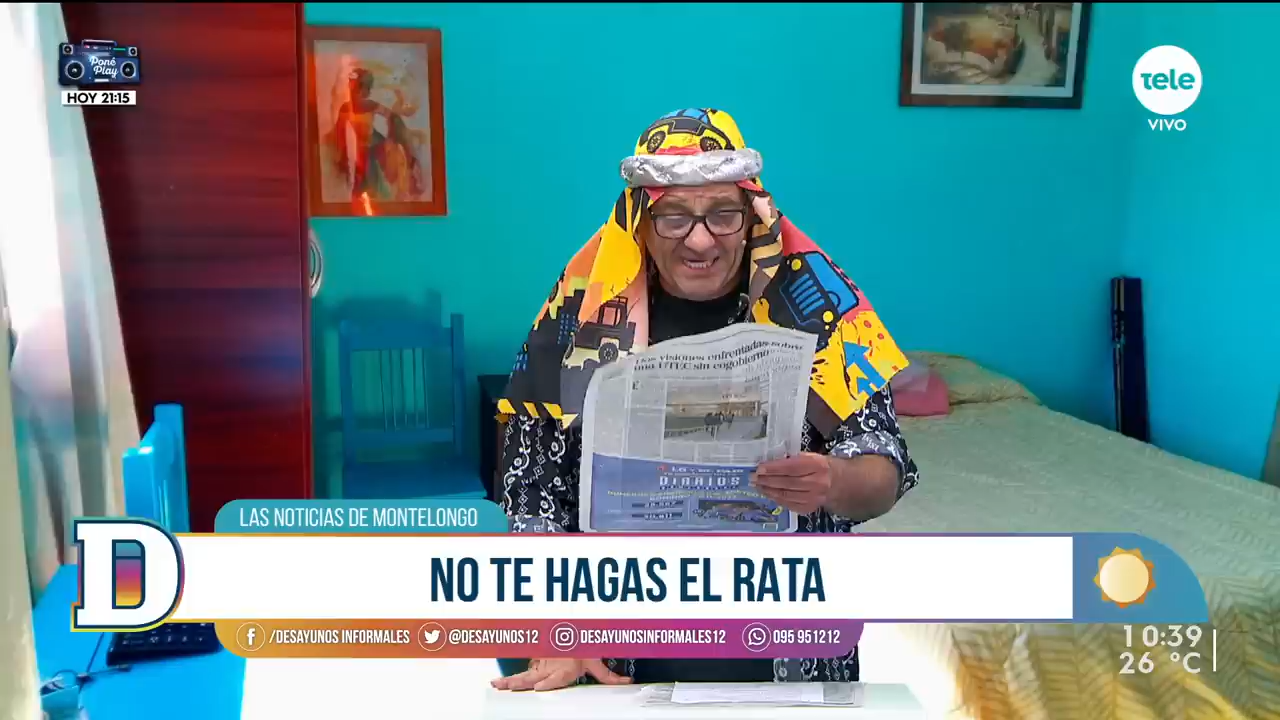 Poné
Play
HOY 21:15
tele
VIVO
Dos visiones enfrentadas sobre
una UTEC sin cogobierno
DIARIOS
LAS NOTICIAS DE MONTELONGO
D
NO TE HAGAS EL RATA
/DESAYUNOS INFORMALES
@DESAYUNOS12
DESAYUNOSINFORMALES12
095 951212
10:39
26 °C